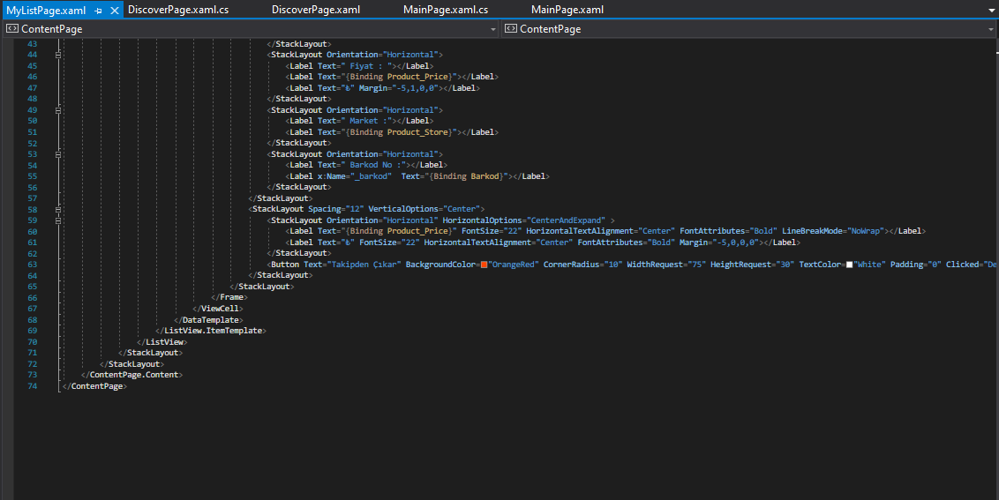 MyListPage.xaml DiscoverPage.xaml.cs DiscoverPage.xaml MainPage.xaml.cs MainPage.xaml
ContentPage ContentPage
43 </StackLayout>
44 <StackLayout Orientation="Horizontal">
45 <Label Text=" Fiyat : "></Label>
46 <Label Text="{Binding Product_Price}"></Label>
47 <Label Text="₺" Margin="-5,1,0,0"></Label>
48 </StackLayout>
49 <StackLayout Orientation="Horizontal">
50 <Label Text=" Market :"></Label>
51 <Label Text="{Binding Product_Store}"></Label>
52 </StackLayout>
53 <StackLayout Orientation="Horizontal">
54 <Label Text=" Barkod No :"></Label>
55 <Label x:Name="_barkod"  Text="{Binding Barkod}"></Label>
56 </StackLayout>
57 </StackLayout>
58 <StackLayout Spacing="12" VerticalOptions="Center">
59 <StackLayout Orientation="Horizontal" HorizontalOptions="CenterAndExpand" >
60 <Label Text="{Binding Product_Price}" FontSize="22" HorizontalTextAlignment="Center" FontAttributes="Bold" LineBreakMode="NoWrap"></Label>
61 <Label Text="₺" FontSize="22" HorizontalTextAlignment="Center" FontAttributes="Bold" Margin="-5,0,0,0"></Label>
62 </StackLayout>
63 <Button Text="Takipden Çıkar" BackgroundColor="OrangeRed" CornerRadius="10" WidthRequest="75" HeightRequest="30" TextColor="White" Padding="0" Clicked="De
64 </StackLayout>
65 </StackLayout>
66 </Frame>
67 </ViewCell>
68 </DataTemplate>
69 </ListView.ItemTemplate>
70 </ListView>
71 </StackLayout>
72 </StackLayout>
73 </ContentPage.Content>
74 </ContentPage>